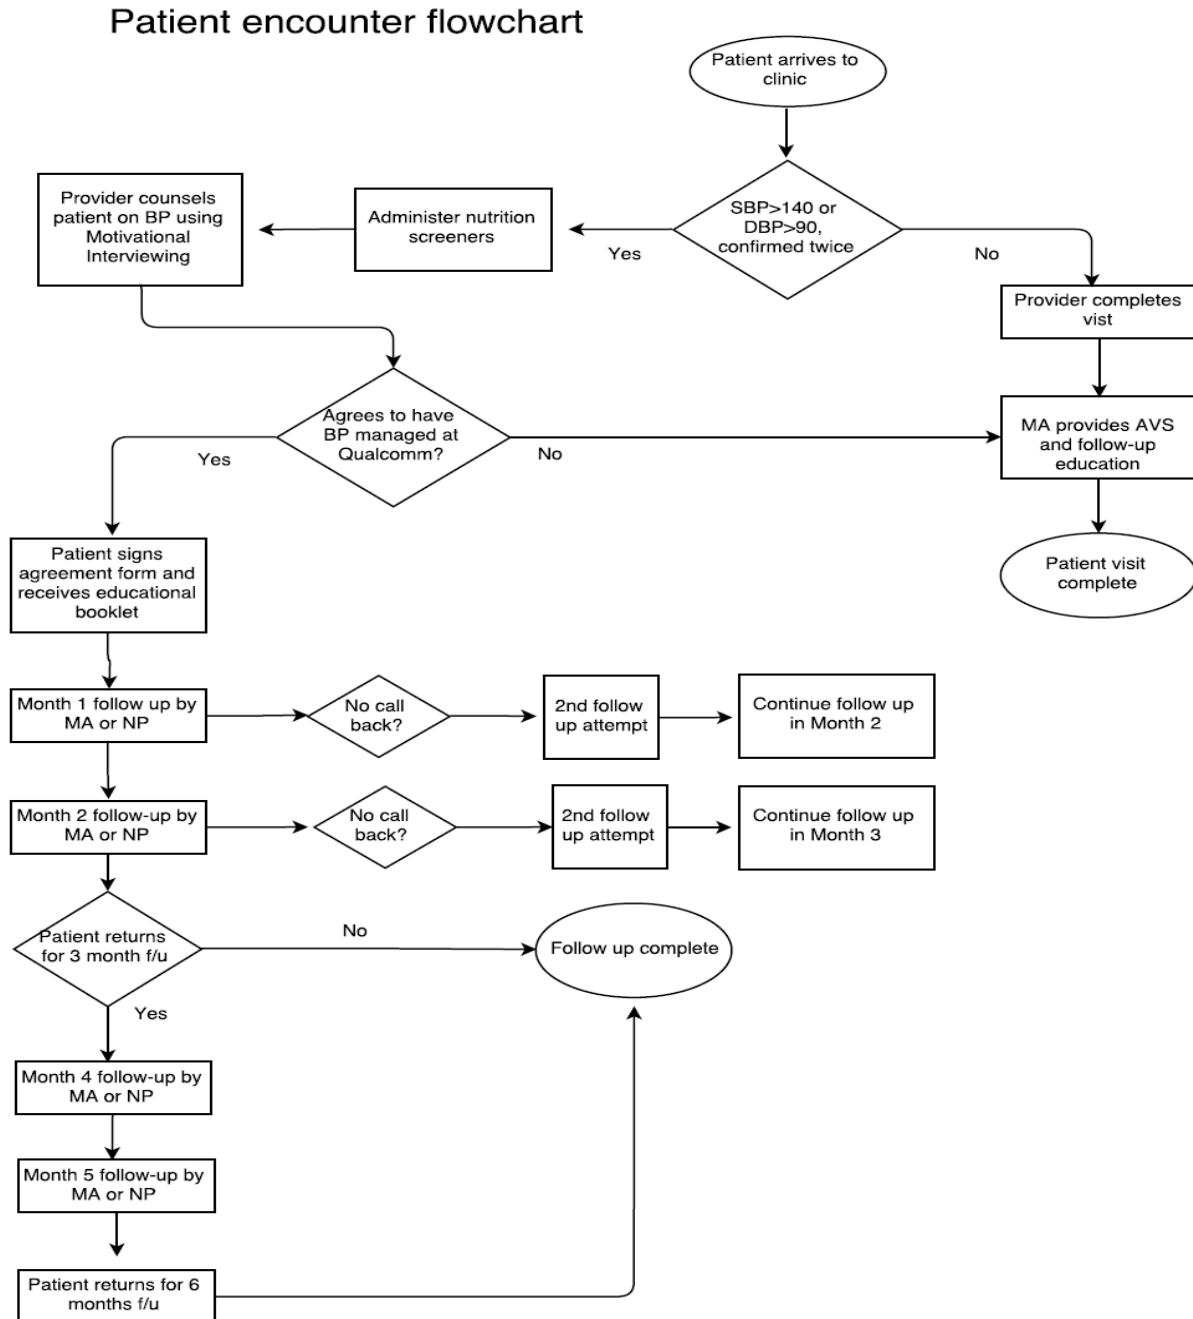 Patient encounter flowchart
Patient arrives to
clinic
SBP>140 or
DBP>90,
confirmed twice
Yes
No
Administer nutrition
screeners
Provider counsels
patient on BP using
Motivational
Interviewing
Provider completes
vist
Agrees to have
BP managed at
Qualcomm?
Yes
No
MA provides AVS
and follow-up
education
Patient visit
complete
Patient signs
agreement form and
receives educational
booklet
Month 1 follow up by
MA or NP
No call
back?
2nd follow
up attempt
Continue follow up
in Month 2
Month 2 follow-up by
MA or NP
No call
back?
2nd follow
up attempt
Continue follow up
in Month 3
Patient returns
for 3 month f/u
No
Follow up complete
Yes
Month 4 follow-up by
MA or NP
Month 5 follow-up by
MA or NP
Patient returns for 6
months f/u